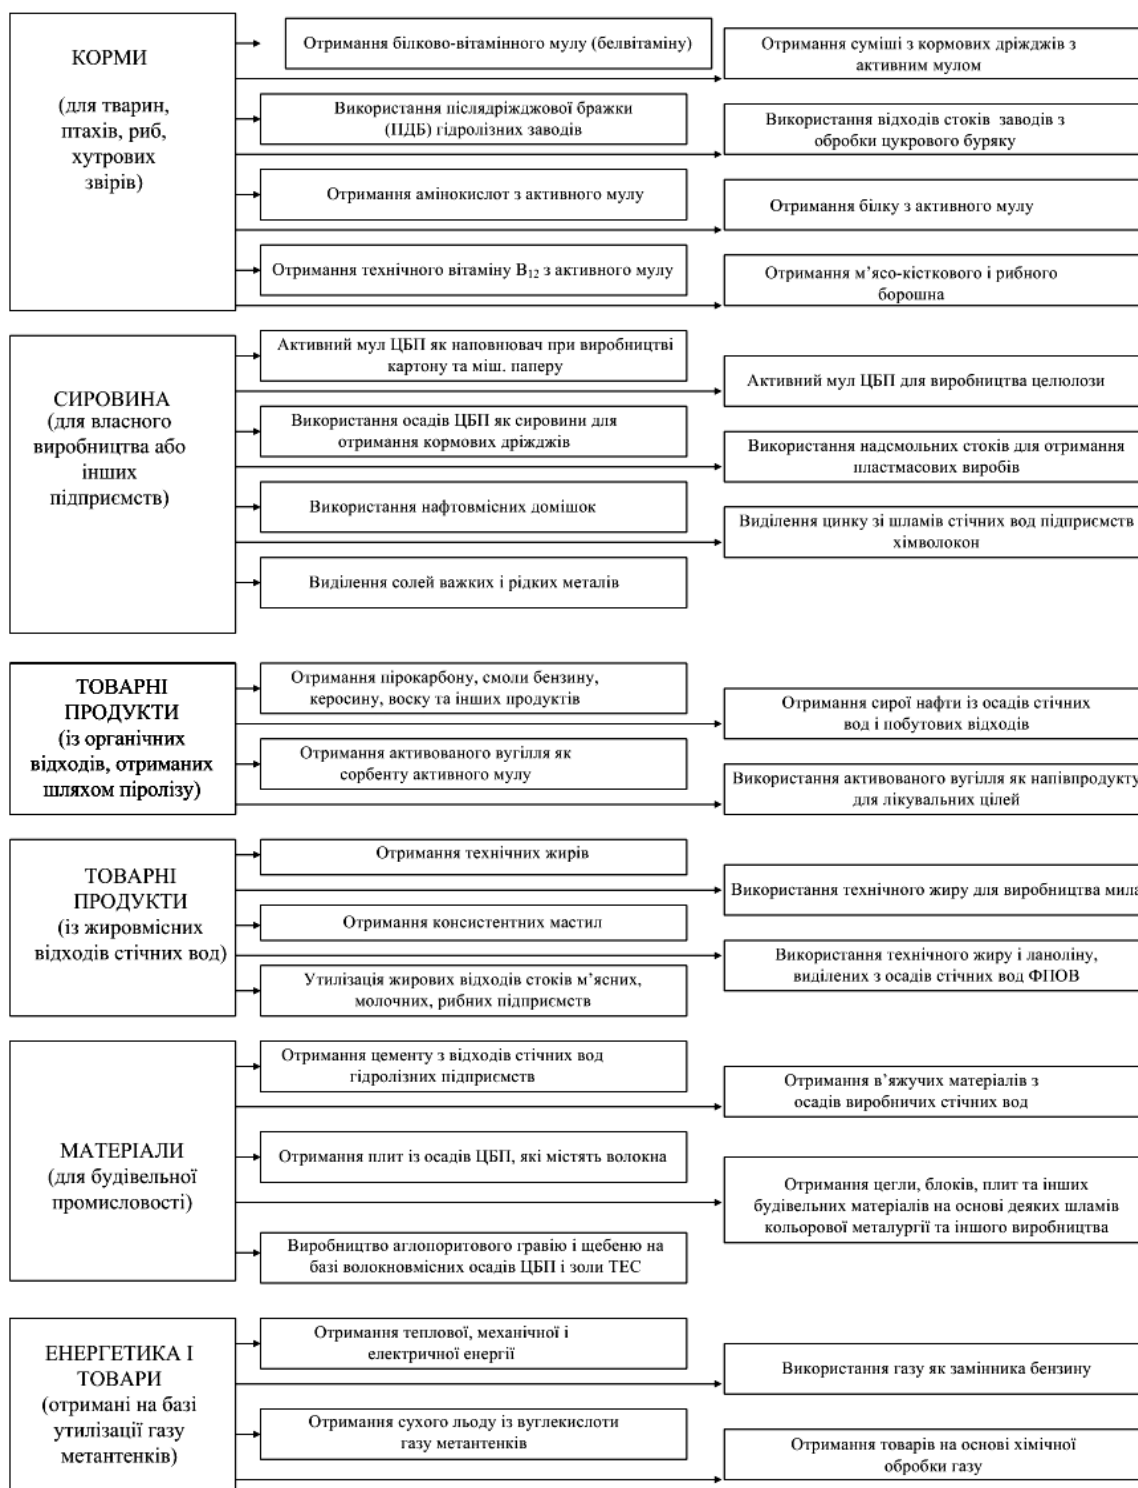 КОРМИ
(для тварин,
птахів, риб,
хутрових
звірів)
Отримання білково-вітамінного мулу (белвітаміну)
Отримання суміші з кормових дріжджів з
активним мулом
Використання післядріжджової бражки
(ПДБ) гідролізних заводів
Використання відходів стоків заводів з
обробки цукрового буряку
Отримання амінокислот з активного мулу
Отримання білку з активного мулу
Отримання технічного вітаміну B₁₂ з активного мулу
Отримання м’ясо-кісткового і рибного
борошна
СИРОВИНА
(для власного
виробництва або
інших
підприємств)
Активний мул ЦБП як наповнювач при виробництві
картону та міш. паперу
Активний мул ЦБП для виробництва целюлози
Використання осадів ЦБП як сировини для
отримання кормових дріжджів
Використання надсмольних стоків для отримання
пластмасових виробів
Використання нафтовмісних домішок
Виділення цинку зі шламів стічних вод підприємств
хімволокон
Виділення солей важких і рідких металів
ТОВАРНІ
ПРОДУКТИ
(із органічних
відходів, отриманих
шляхом піролізу)
Отримання пірокарбону, смоли бензину,
керосину, воску та інших продуктів
Отримання сирої нафти із осадів стічних
вод і побутових відходів
Отримання активованого вугілля як
сорбенту активного мулу
Використання активованого вугілля як напівпродукту
для лікувальних цілей
ТОВАРНІ
ПРОДУКТИ
(із жировмісних
відходів стічних вод)
Отримання технічних жирів
Використання технічного жиру для виробництва мила
Отримання консистентних мастил
Використання технічного жиру і ланоліну,
виділених з осадів стічних вод ФПОВ
Утилізація жирових відходів стоків м’ясних,
молочних, рибних підприємств
МАТЕРІАЛИ
(для будівельної
промисловості)
Отримання цементу з відходів стічних вод
гідролізних підприємств
Отримання в’яжучих матеріалів з
осадів виробничих стічних вод
Отримання плит із осадів ЦБП, які містять волокна
Отримання цегли, блоків, плит та інших
будівельних матеріалів на основі деяких шламів
кольорової металургії та іншого виробництва
Виробництво аглопоритового гравію і щебеню на
базі волокновмісних осадів ЦБП і золи ТЕС
ЕНЕРГЕТИКА І
ТОВАРИ
(отримані на базі
утилізації газу
метантенків)
Отримання теплової, механічної і
електричної енергії
Використання газу як замінника бензину
Отримання сухого льоду із вуглекислоти
газу метантенків
Отримання товарів на основі хімічної
обробки газу